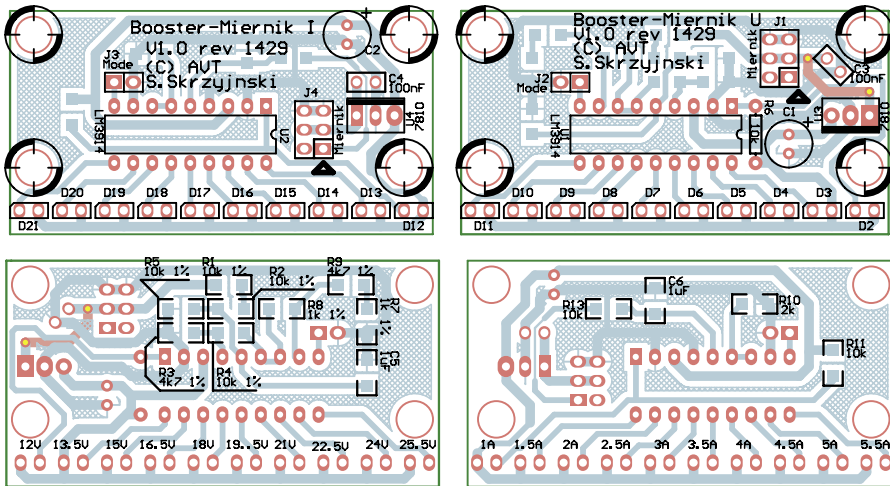 Booster-Miernik I
V1.0 rev 1429
(C) AVT
S.Skrzyjnski
C2
+
J3
Mode
J4
Miernik
C4
100nF
U4
7810
LM3914
U2
D20 D19 D18 D17 D16 D15 D14 D13
D21
D12
Booster-Miernik U
V1.0 rev 1429
(C) AVT
S.Skrzyjnski
J1
Miernik
C3
100nF
J2
Mode
R6
10k
C1
+
U3
LM3914
U1
D10 D9 D8 D7 D6 D5 D4 D3
D11
D2
R5
10k 1%
R1
10k 1%
R2
10k 1%
R9
4k7 1%
R8
1k 1%
R7
1k 1%
C5
1uF
R3
4k7 1%
R4
10k 1%
12V 13.5V 15V 16.5V 18V 19..5V 21V 22.5V 24V 25.5V
C6
1uF
R13
10k
R10
2k
R11
10k
1A 1.5A 2A 2.5A 3A 3.5A 4A 4.5A 5A 5.5A